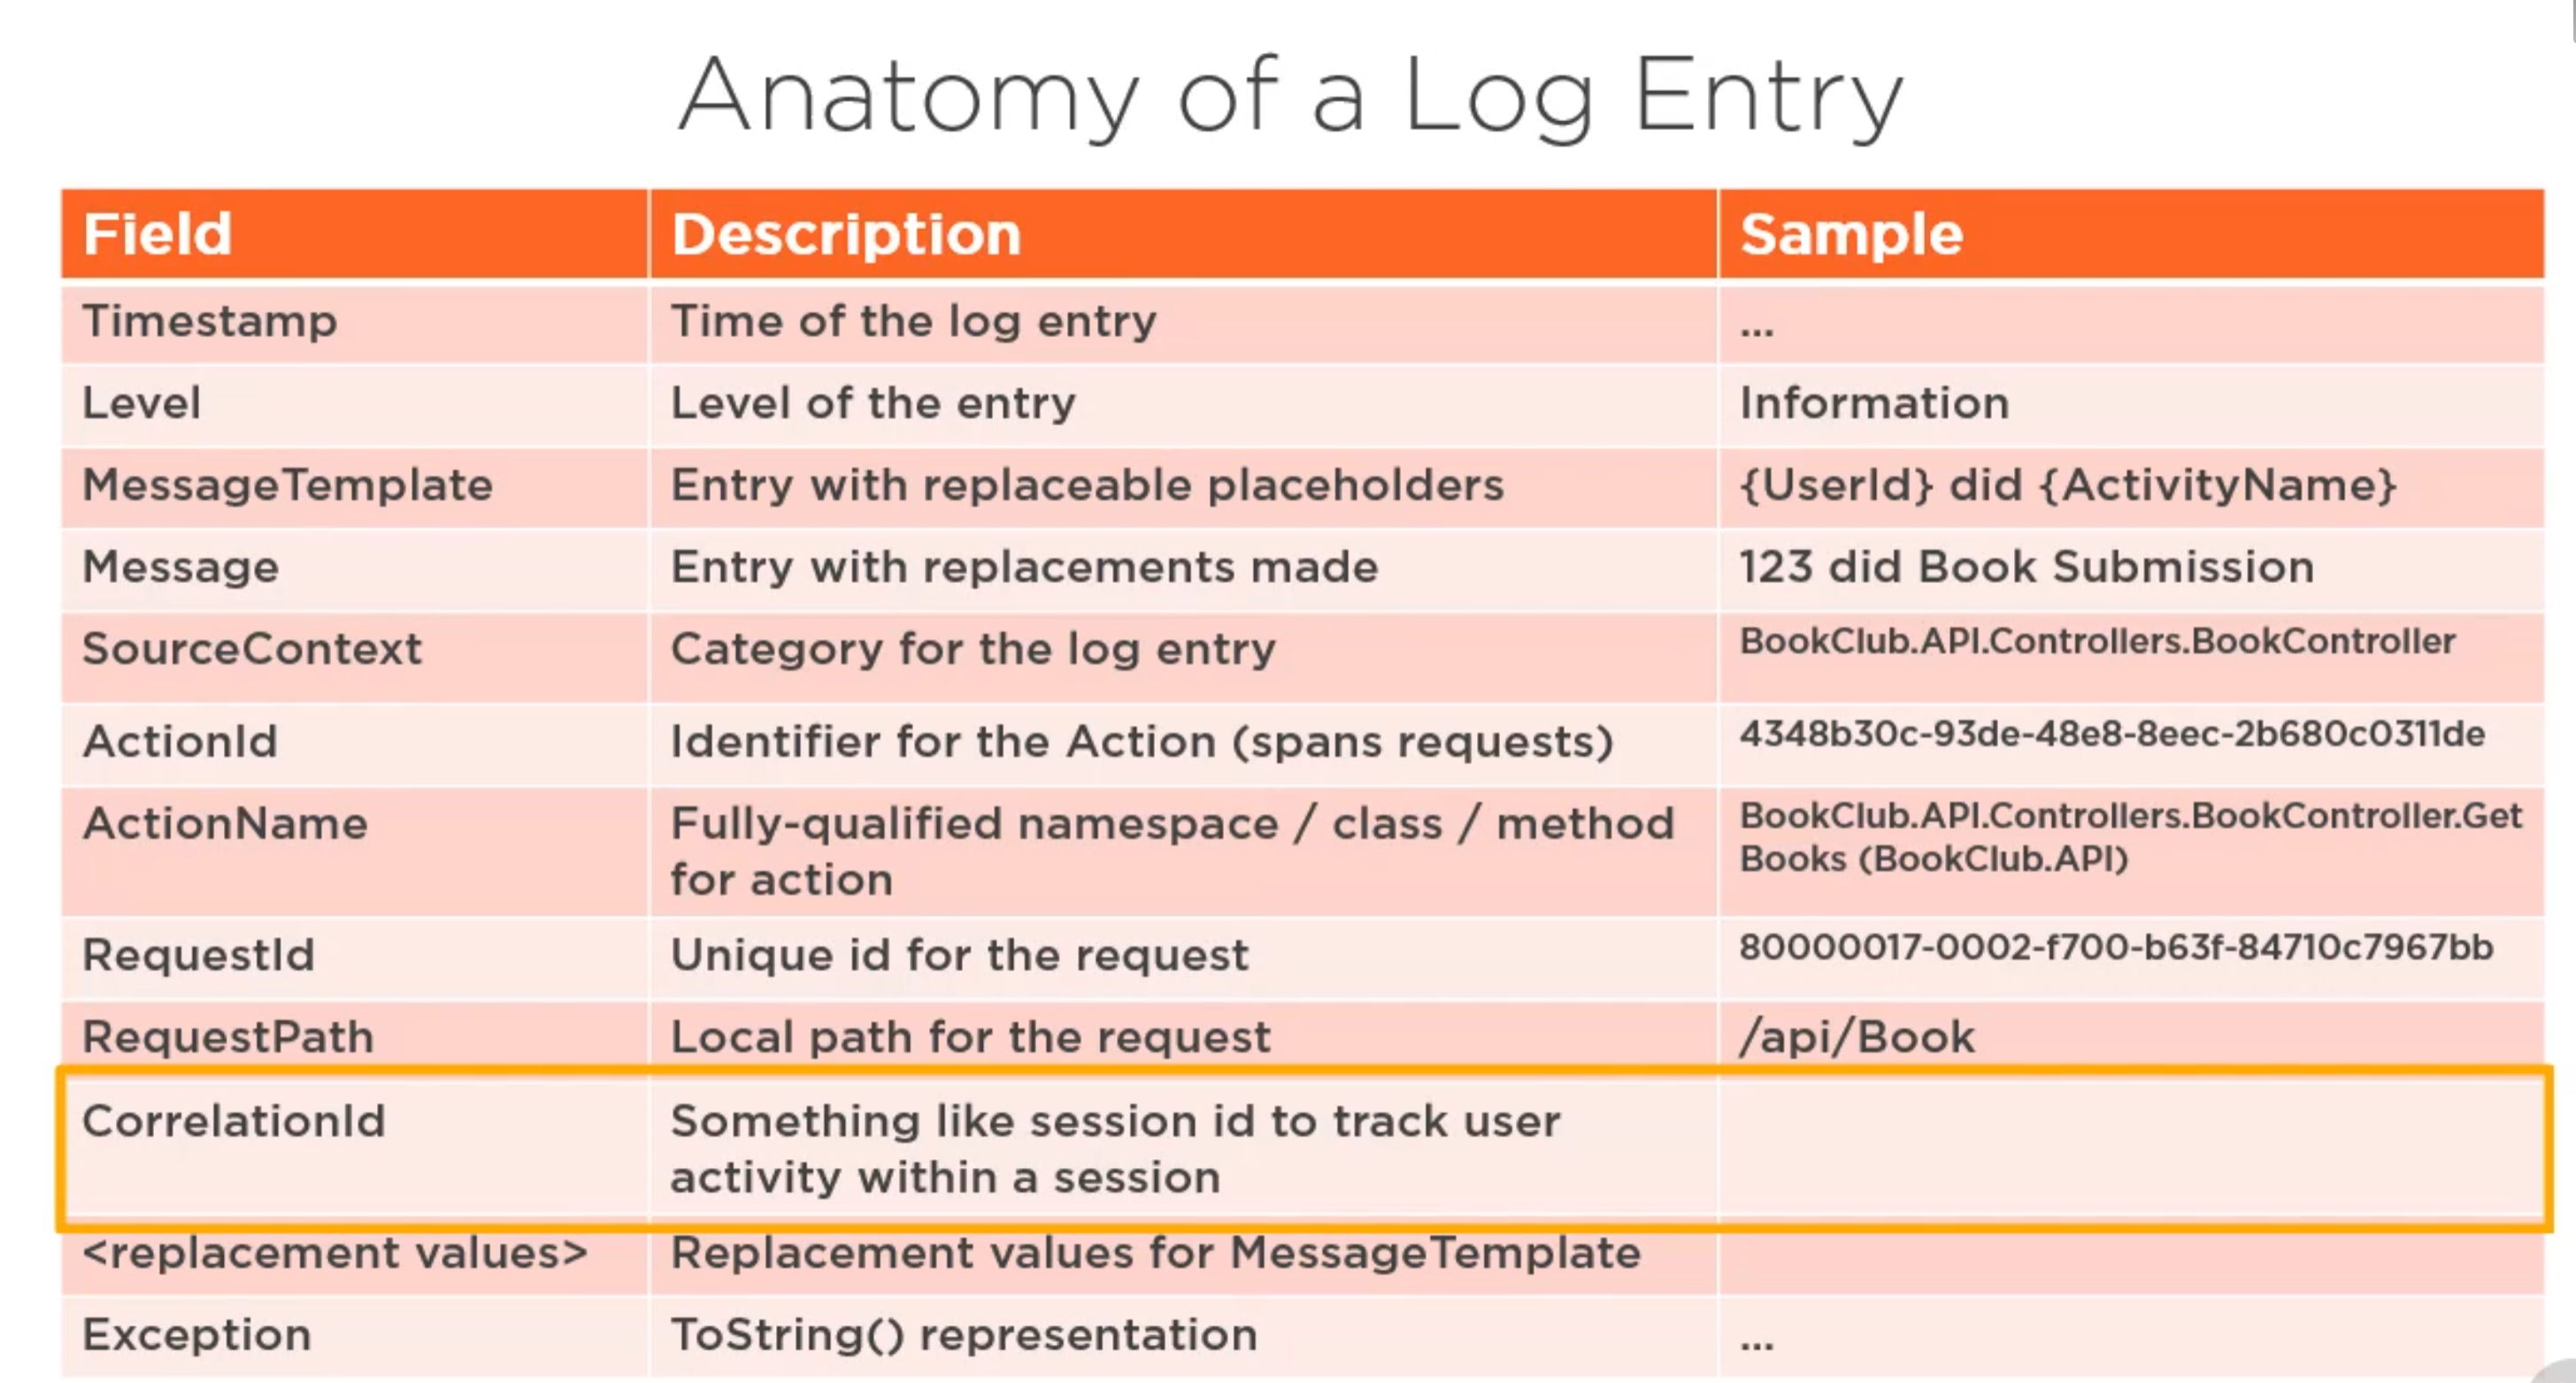 Anatomy of a Log Entry
Field Description Sample
Timestamp Time of the log entry ...
Level Level of the entry Information
MessageTemplate Entry with replaceable placeholders {UserId} did {ActivityName}
Message Entry with replacements made 123 did Book Submission
SourceContext Category for the log entry BookClub.API.Controllers.BookController
ActionId Identifier for the Action (spans requests) 4348b30c-93de-48e8-8eec-2b680c0311de
ActionName Fully-qualified namespace / class / method BookClub.API.Controllers.BookController.Get
for action Books (BookClub.API)
RequestId Unique id for the request 80000017-0002-f700-b63f-84710c7967bb
RequestPath Local path for the request /api/Book
CorrelationId Something like session id to track user
activity within a session
<replacement values> Replacement values for MessageTemplate
Exception ToString() representation ...